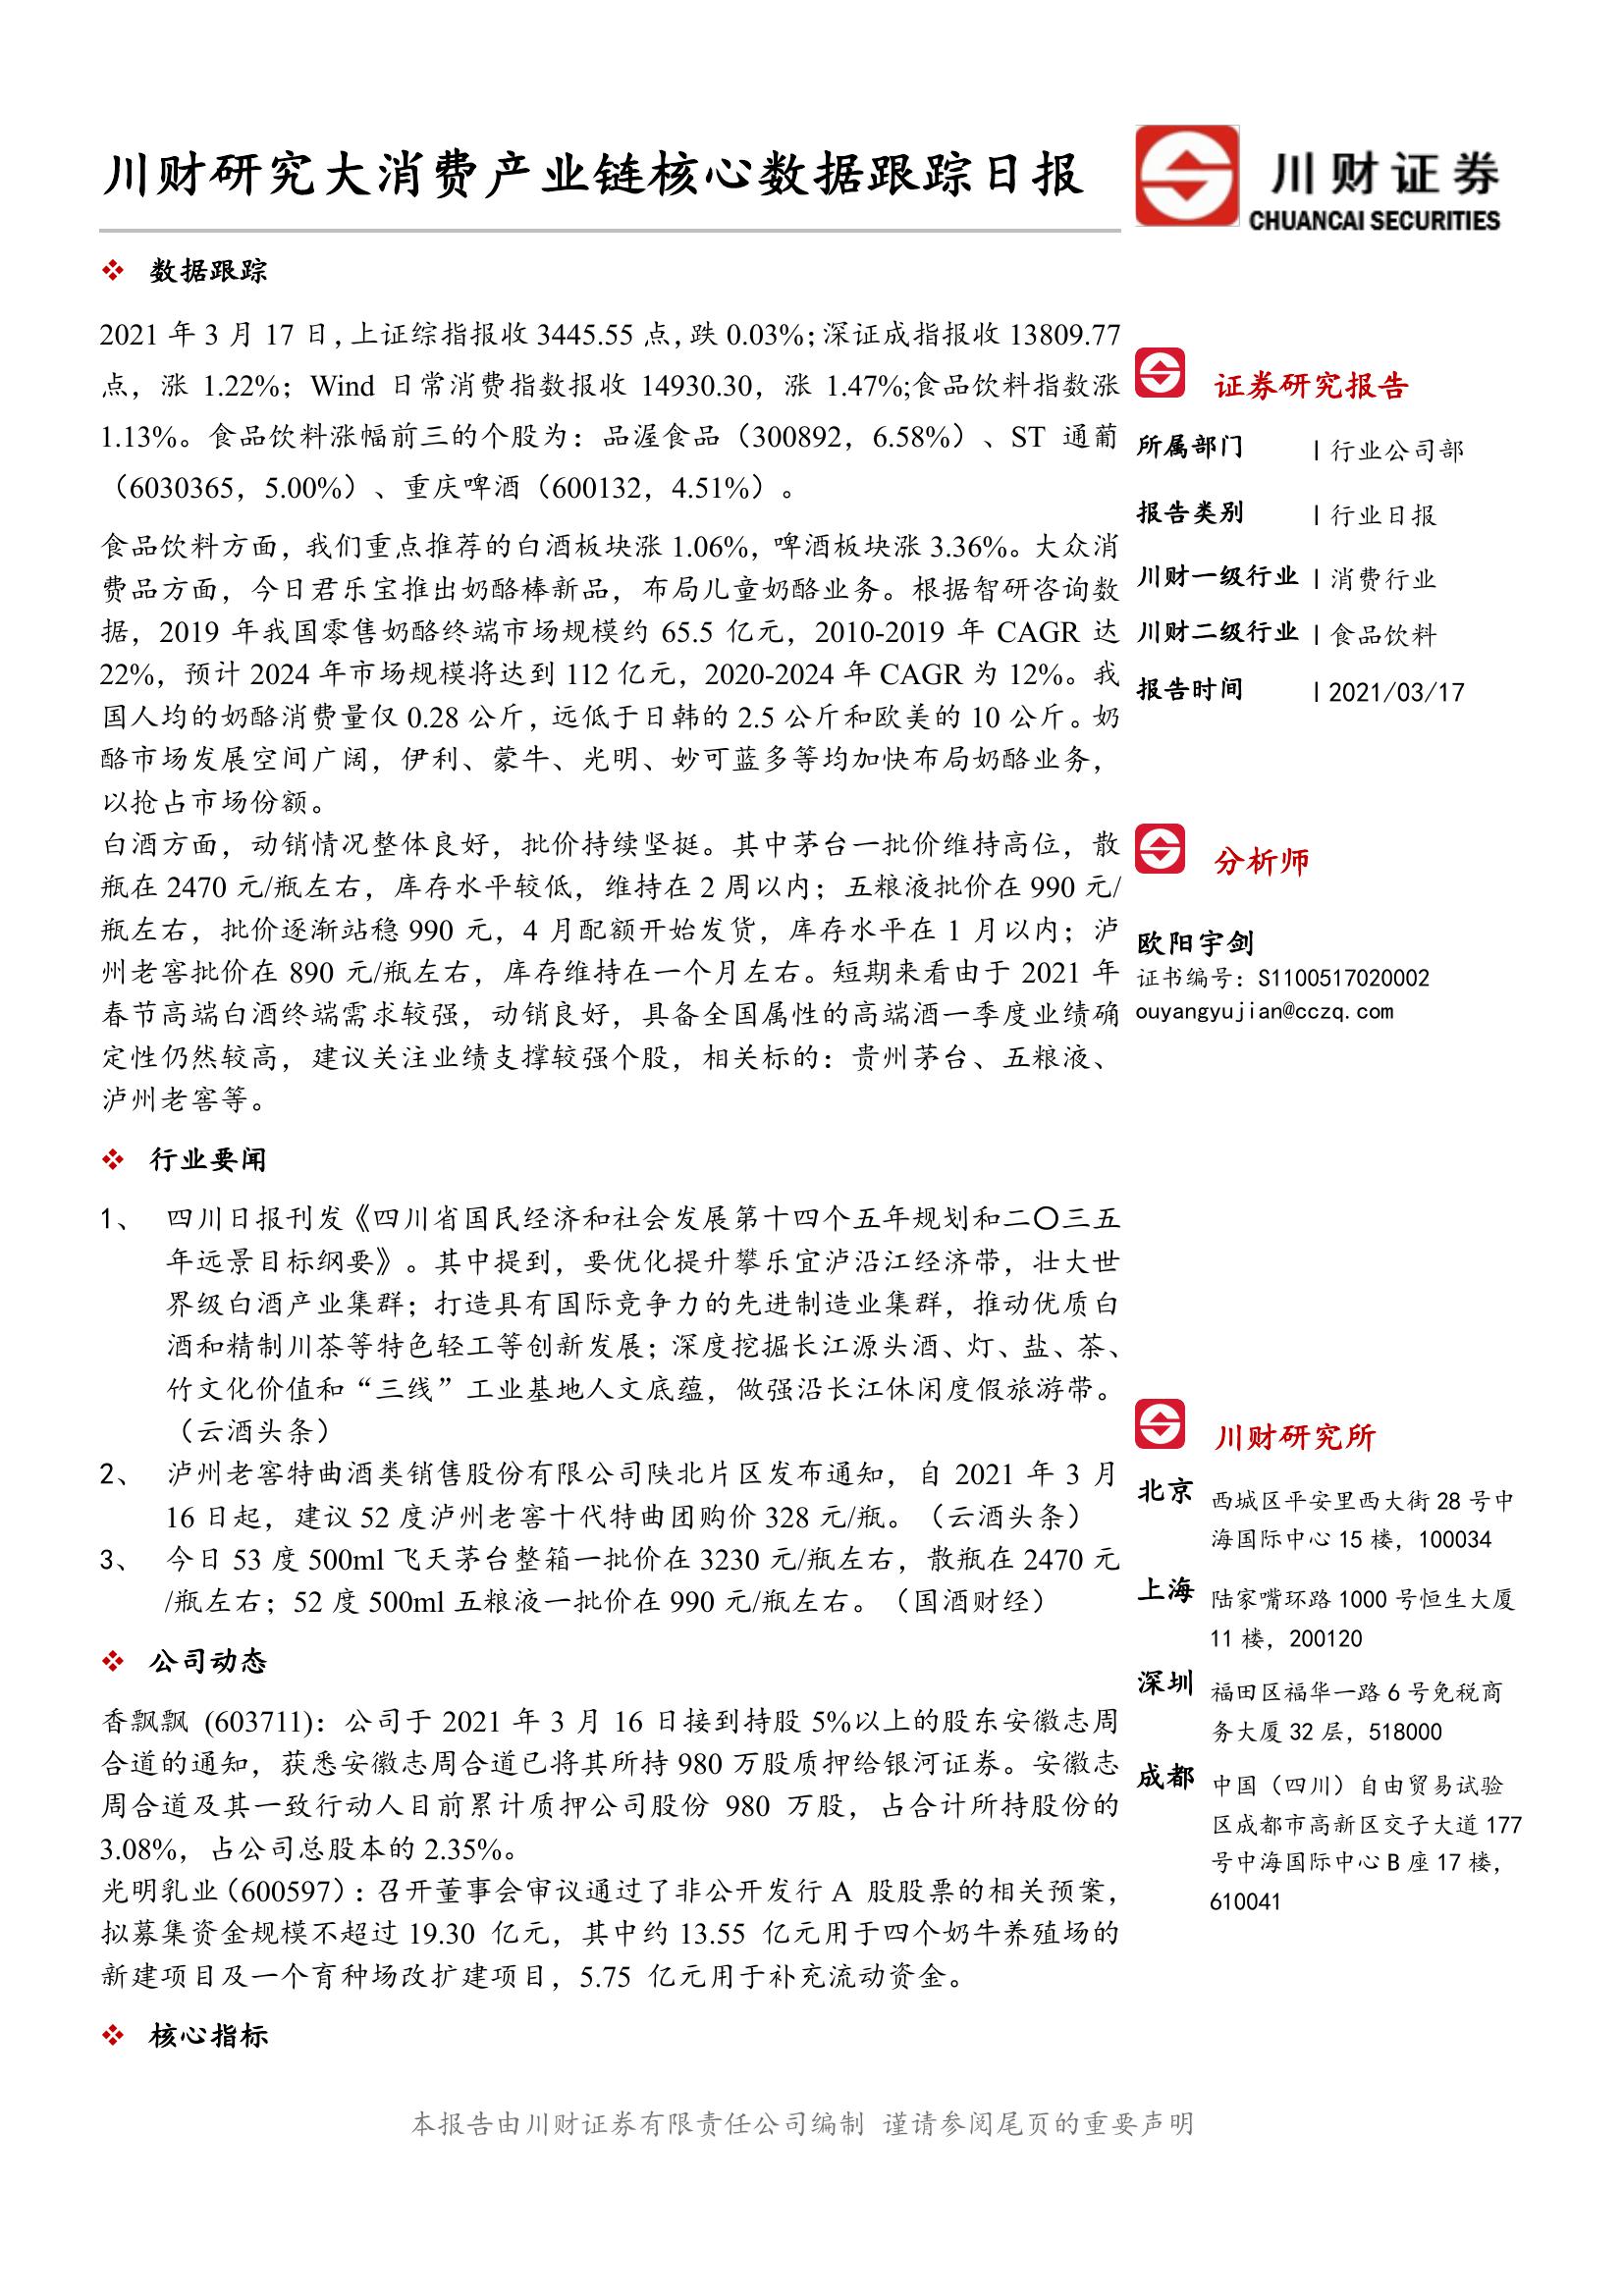 川财研究大消费产业链核心数据跟踪日报
川财证券
CHUANCAI SECURITIES
❖ 数据跟踪
2021 年 3 月 17 日，上证综指报收 3445.55 点，跌 0.03%；深证成指报收 13809.77
点，涨 1.22%；Wind 日常消费指数报收 14930.30，涨 1.47%;食品饮料指数涨
1.13%。食品饮料涨幅前三的个股为：品渥食品（300892，6.58%）、ST 通葡
（6030365，5.00%）、重庆啤酒（600132，4.51%）。
食品饮料方面，我们重点推荐的白酒板块涨 1.06%，啤酒板块涨 3.36%。大众消
费品方面，今日君乐宝推出奶酪棒新品，布局儿童奶酪业务。根据智研咨询数
据，2019 年我国零售奶酪终端市场规模约 65.5 亿元，2010-2019 年 CAGR 达
22%，预计 2024 年市场规模将达到 112 亿元，2020-2024 年 CAGR 为 12%。我
国人均的奶酪消费量仅 0.28 公斤，远低于日韩的 2.5 公斤和欧美的 10 公斤。奶
酪市场发展空间广阔，伊利、蒙牛、光明、妙可蓝多等均加快布局奶酪业务，
以抢占市场份额。
白酒方面，动销情况整体良好，批价持续坚挺。其中茅台一批价维持高位，散
瓶在 2470 元/瓶左右，库存水平较低，维持在 2 周以内；五粮液批价在 990 元/
瓶左右，批价逐渐站稳 990 元，4 月配额开始发货，库存水平在 1 月以内；泸
州老窖批价在 890 元/瓶左右，库存维持在一个月左右。短期来看由于 2021 年
春节高端白酒终端需求较强，动销良好，具备全国属性的高端酒一季度业绩确
定性仍然较高，建议关注业绩支撑较强个股，相关标的：贵州茅台、五粮液、
泸州老窖等。
❖ 行业要闻
1、 四川日报刊发《四川省国民经济和社会发展第十四个五年规划和二〇三五
年远景目标纲要》。其中提到，要优化提升攀乐宜泸沿江经济带，壮大世
界级白酒产业集群；打造具有国际竞争力的先进制造业集群，推动优质白
酒和精制川茶等特色轻工等创新发展；深度挖掘长江源头酒、灯、盐、茶、
竹文化价值和“三线”工业基地人文底蕴，做强沿长江休闲度假旅游带。
（云酒头条）
2、 泸州老窖特曲酒类销售股份有限公司陕北片区发布通知，自 2021 年 3 月
16 日起，建议 52 度泸州老窖十代特曲团购价 328 元/瓶。（云酒头条）
3、 今日 53 度 500ml 飞天茅台整箱一批价在 3230 元/瓶左右，散瓶在 2470 元
/瓶左右；52 度 500ml 五粮液一批价在 990 元/瓶左右。（国酒财经）
❖ 公司动态
香飘飘 (603711)：公司于 2021 年 3 月 16 日接到持股 5%以上的股东安徽志周
合道的通知，获悉安徽志周合道已将其所持 980 万股质押给银河证券。安徽志
周合道及其一致行动人目前累计质押公司股份 980 万股，占合计所持股份的
3.08%，占公司总股本的 2.35%。
光明乳业（600597）：召开董事会审议通过了非公开发行 A 股股票的相关预案，
拟募集资金规模不超过 19.30 亿元，其中约 13.55 亿元用于四个奶牛养殖场的
新建项目及一个育种场改扩建项目，5.75 亿元用于补充流动资金。
❖ 核心指标
证券研究报告
所属部门 | 行业公司部
报告类别 | 行业日报
川财一级行业 | 消费行业
川财二级行业 | 食品饮料
报告时间 | 2021/03/17
分析师
欧阳宇剑
证书编号：S1100517020002
ouyangyujian@cczq.com
川财研究所
北京 西城区平安里西大街 28 号中
海国际中心 15 楼，100034
上海 陆家嘴环路 1000 号恒生大厦
11 楼，200120
深圳 福田区福华一路 6 号免税商
务大厦 32 层，518000
成都 中国（四川）自由贸易试验
区成都市高新区交子大道 177
号中海国际中心 B 座 17 楼，
610041
本报告由川财证券有限责任公司编制 谨请参阅尾页的重要声明